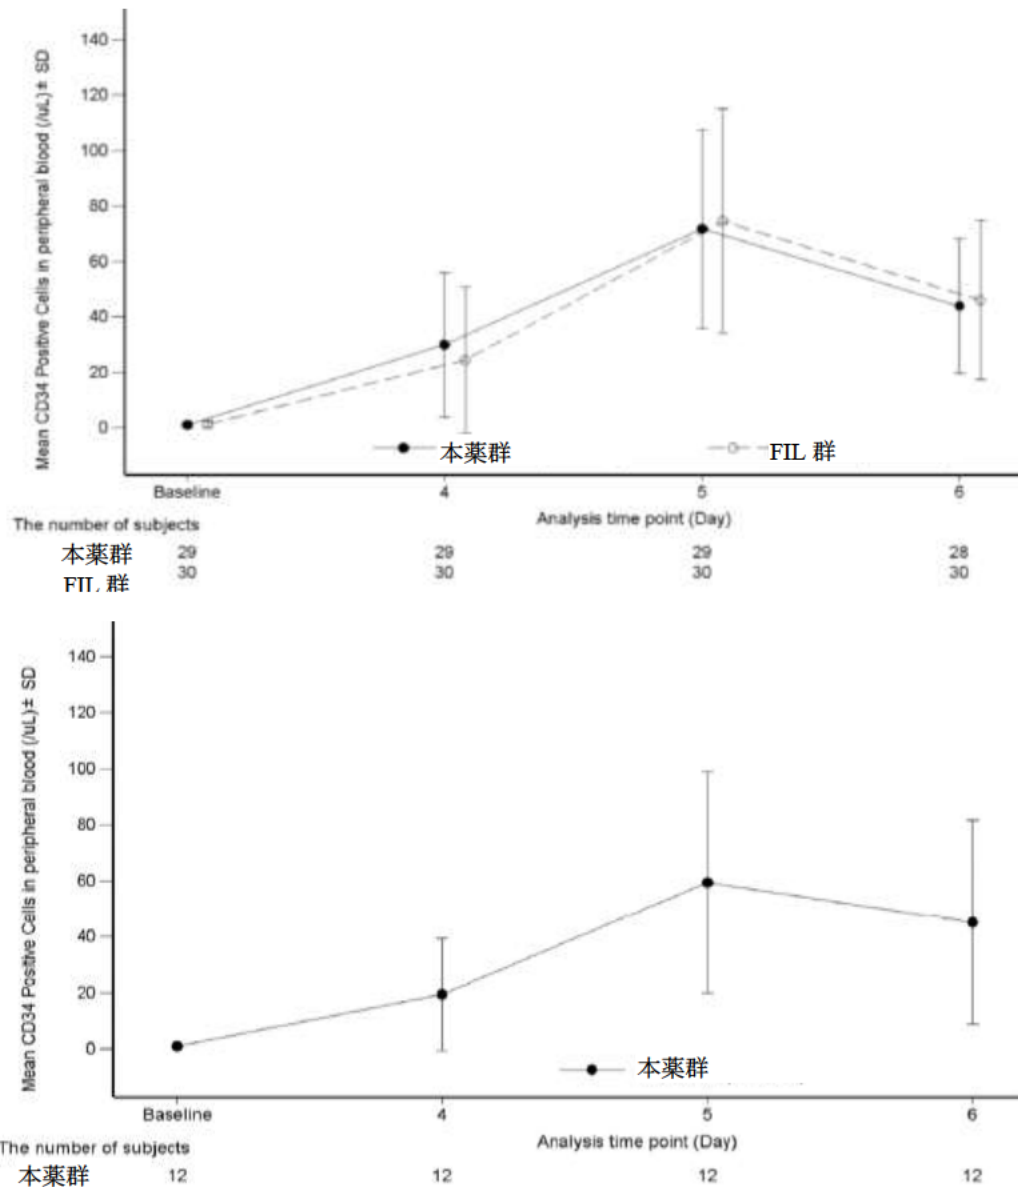 Mean CD34 Positive Cells in peripheral blood (/uL)± SD
140
120
100
80
60
40
20
0
本薬群 FIL 群
Baseline 4 5 6
Analysis time point (Day)
The number of subjects
本薬群 29 29 29 28
FIL 群 30 30 30 30
Mean CD34 Positive Cells in peripheral blood (/uL)± SD
140
120
100
80
60
40
20
0
本薬群
Baseline 4 5 6
Analysis time point (Day)
The number of subjects
本薬群 12 12 12 12